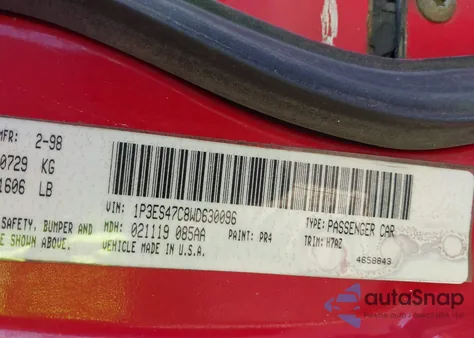 MFR: 2-98
0729 KG
1606 LB
VIN: 1P3ES47C8WD630096
TYPE: PASSENGER CAR
SAFETY, BUMPER AND
MDH: 021119 085AA
PAINT: PR4
TRIM: H7AZ
E SHOWN ABOVE.
VEHICLE MADE IN U.S.A.
4658843
autoSnap